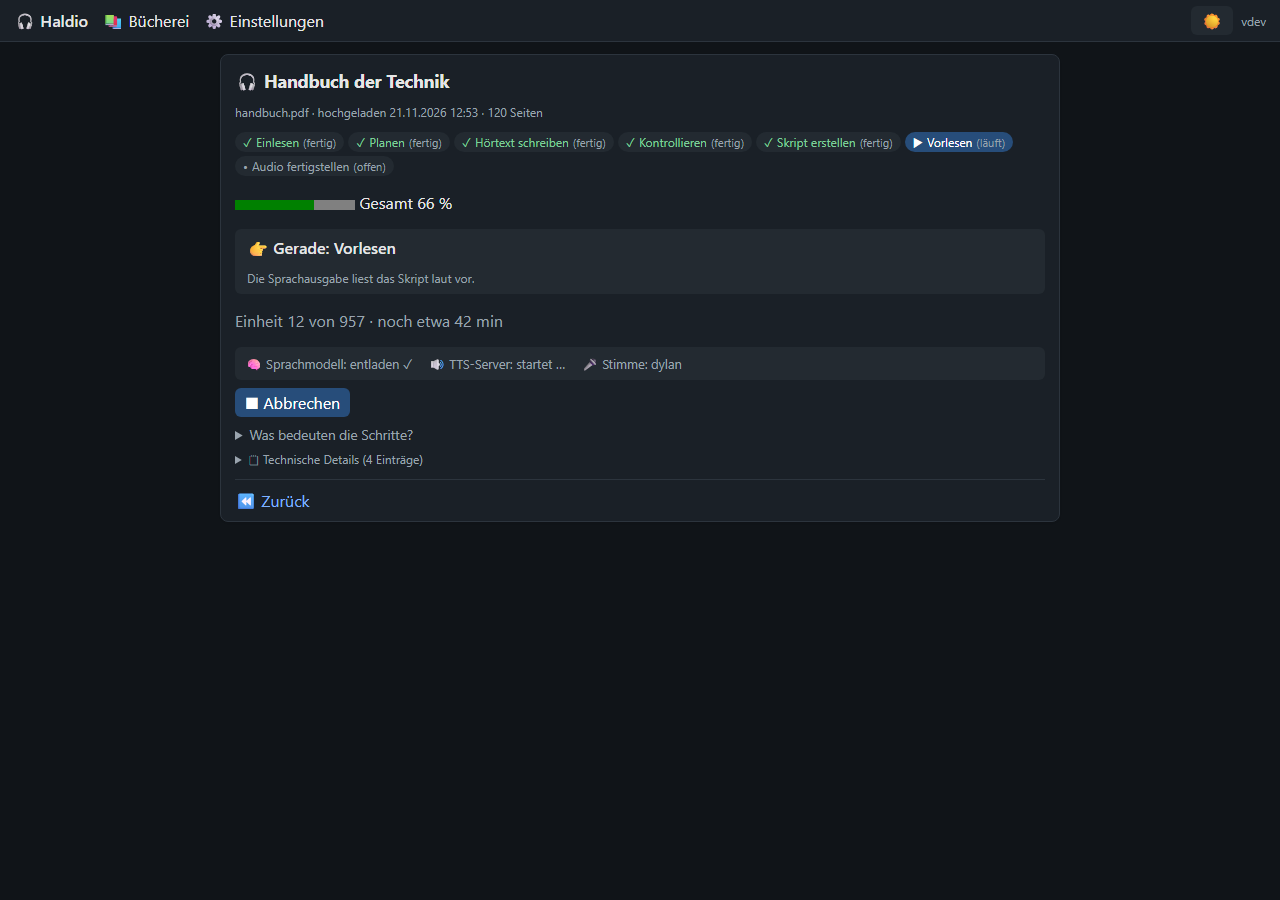 Haldio Bücherei Einstellungen vdev
Handbuch der Technik
handbuch.pdf · hochgeladen 21.11.2026 12:53 · 120 Seiten
✓ Einlesen (fertig) ✓ Planen (fertig) ✓ Hörtext schreiben (fertig) ✓ Kontrollieren (fertig) ✓ Skript erstellen (fertig) ▶ Vorlesen (läuft)
• Audio fertigstellen (offen)
Gesamt 66 %
Gerade: Vorlesen
Die Sprachausgabe liest das Skript laut vor.
Einheit 12 von 957 · noch etwa 42 min
Sprachmodell: entladen ✓ TTS-Server: startet … Stimme: dylan
Abbrechen
Was bedeuten die Schritte?
Technische Details (4 Einträge)
Zurück